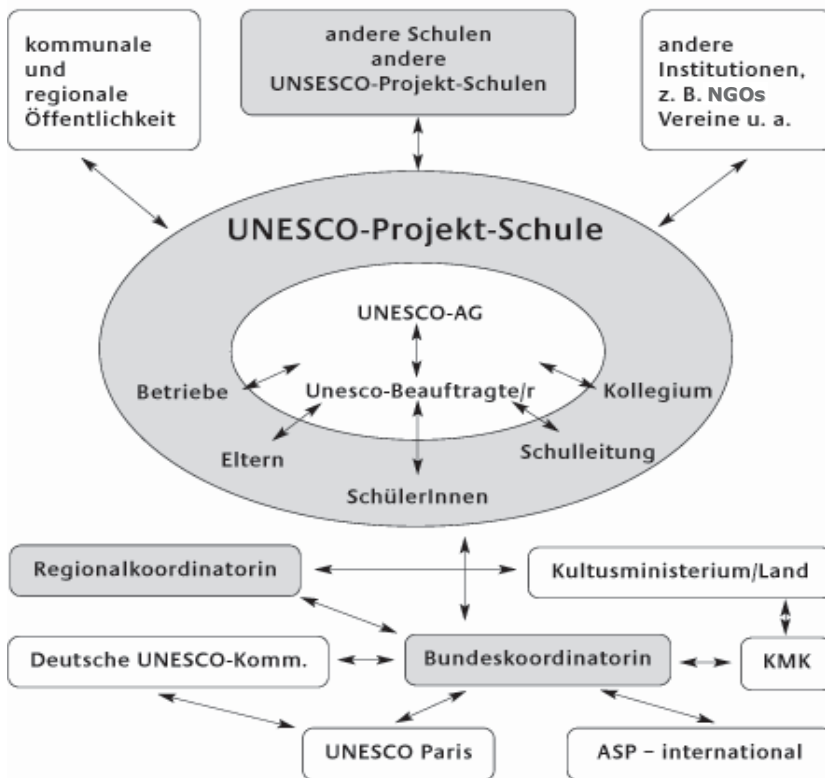 kommunale
und
regionale
Öffentlichkeit
andere Schulen
andere
UNSESCO-Projekt-Schulen
andere
Institutionen,
z. B. NGOs
Vereine u. a.
UNESCO-Projekt-Schule
UNESCO-AG
Betriebe
Unesco-Beauftragte/r
Kollegium
Eltern
Schulleitung
SchülerInnen
Regionalkoordinatorin
Kultusministerium/Land
Deutsche UNESCO-Komm.
Bundeskoordinatorin
KMK
UNESCO Paris
ASP – international